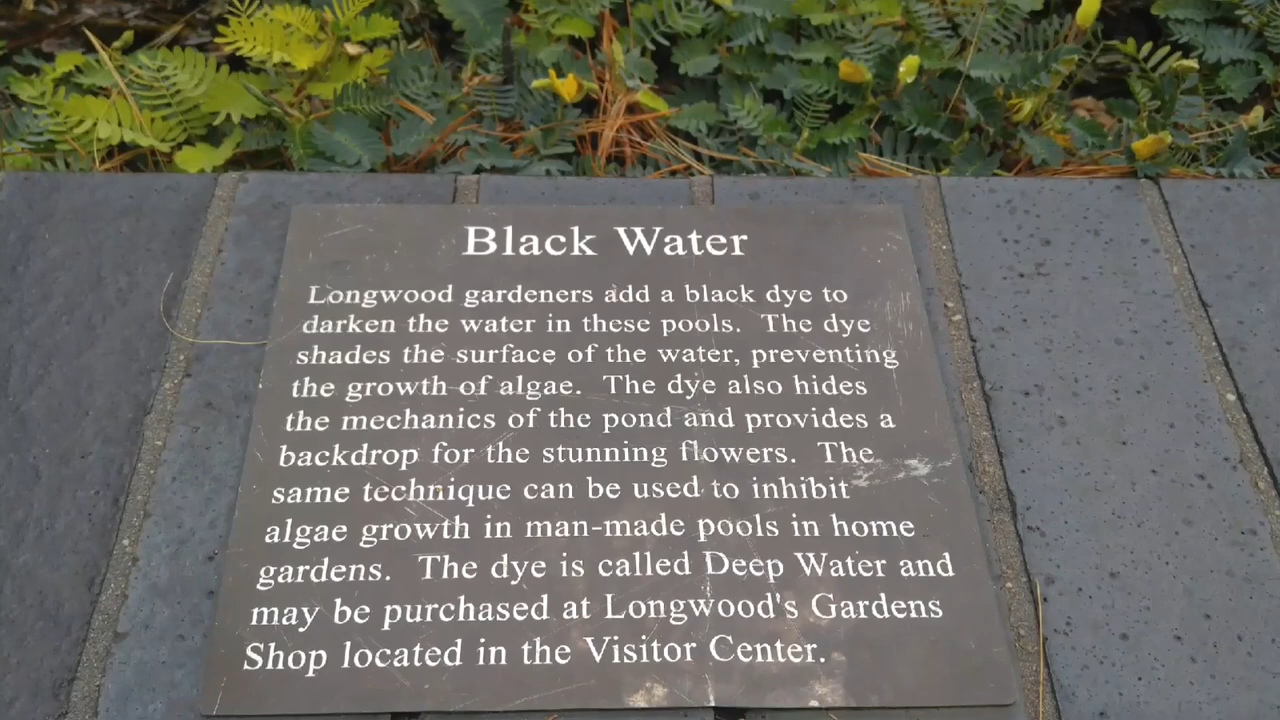 Black Water
Longwood gardeners add a black dye to
darken the water in these pools. The dye
shades the surface of the water, preventing
the growth of algae. The dye also hides
the mechanics of the pond and provides a
backdrop for the stunning flowers. The
same technique can be used to inhibit
algae growth in man-made pools in home
gardens. The dye is called Deep Water and
may be purchased at Longwood's Gardens
Shop located in the Visitor Center.